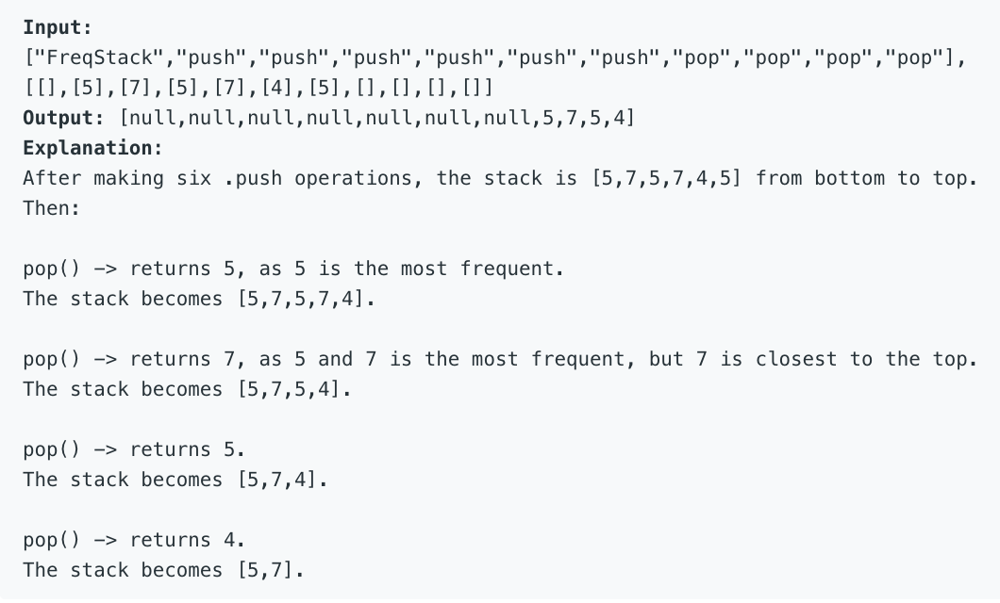 Input:
["FreqStack","push","push","push","push","push","push","pop","pop","pop","pop"],
[[],[5],[7],[5],[7],[4],[5],[],[],[],[]]
Output: [null,null,null,null,null,null,null,5,7,5,4]
Explanation:
After making six .push operations, the stack is [5,7,5,7,4,5] from bottom to top.
Then:
pop() -> returns 5, as 5 is the most frequent.
The stack becomes [5,7,5,7,4].
pop() -> returns 7, as 5 and 7 is the most frequent, but 7 is closest to the top.
The stack becomes [5,7,5,4].
pop() -> returns 5.
The stack becomes [5,7,4].
pop() -> returns 4.
The stack becomes [5,7].